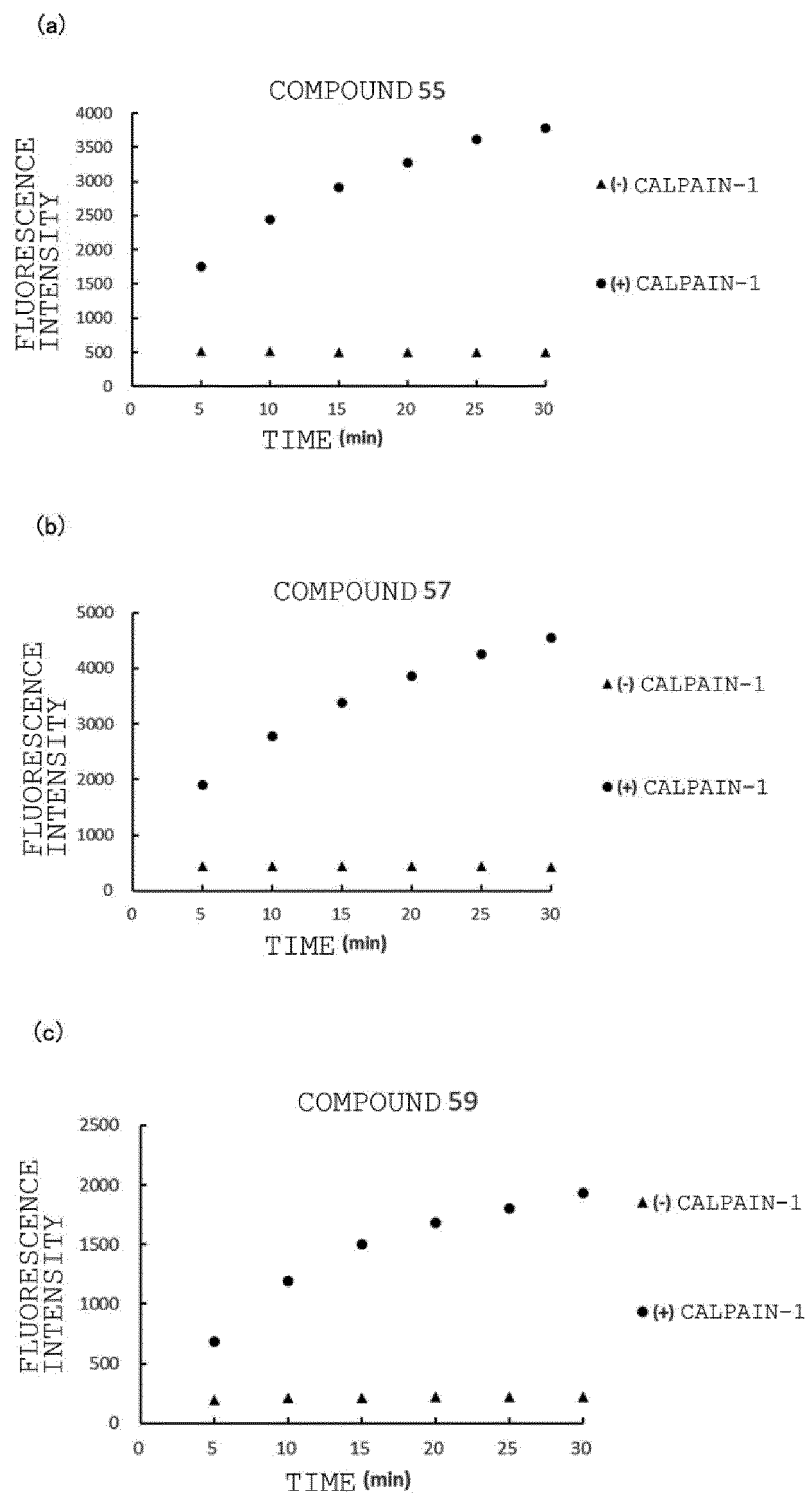 (a)
COMPOUND 55
FLUORESCENCE
INTENSITY
4000
3500
3000
2500
2000
1500
1000
500
0
0 5 10 15 20 25 30
TIME (min)
▲ (-) CALPAIN-1
● (+) CALPAIN-1
(b)
COMPOUND 57
FLUORESCENCE
INTENSITY
5000
4000
3000
2000
1000
0
0 5 10 15 20 25 30
TIME (min)
▲ (-) CALPAIN-1
● (+) CALPAIN-1
(c)
COMPOUND 59
FLUORESCENCE
INTENSITY
2500
2000
1500
1000
500
0
0 5 10 15 20 25 30
TIME (min)
▲ (-) CALPAIN-1
● (+) CALPAIN-1